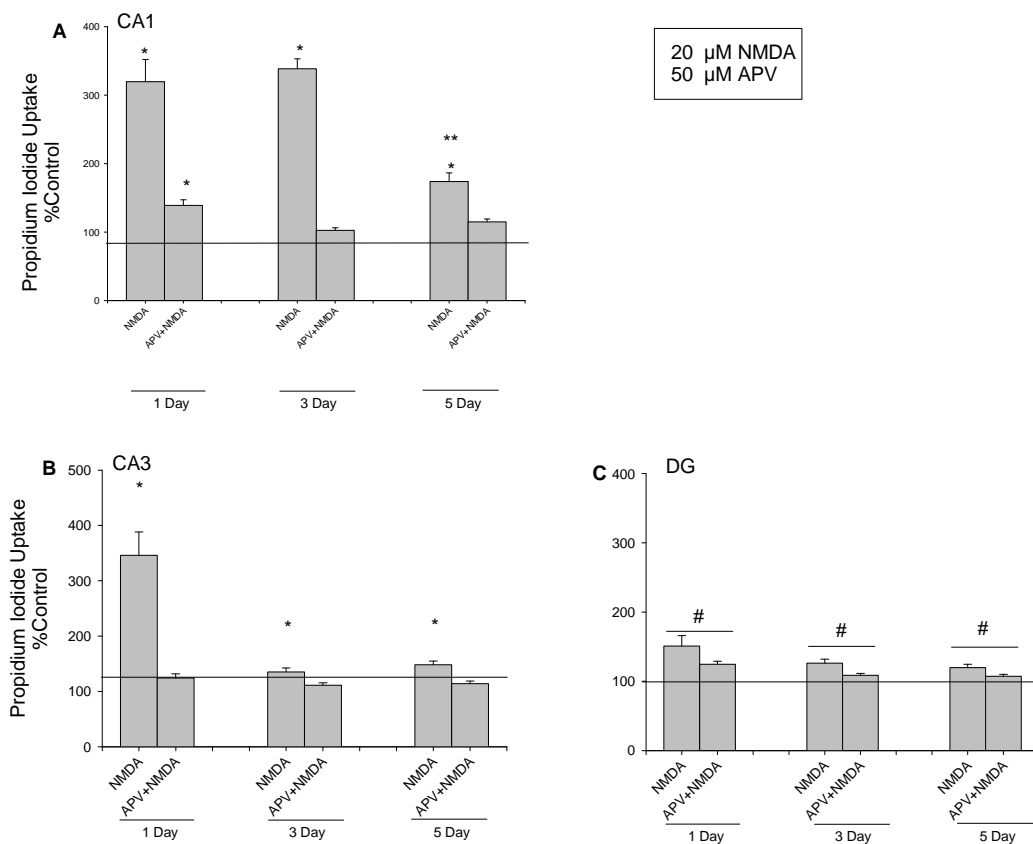 A CA1
20 µM NMDA
50 µM APV
Propidium Iodide Uptake
%Control
400
300
200
100
0
*
*
*
**
*
NMDA
APV+NMDA
NMDA
APV+NMDA
NMDA
APV+NMDA
1 Day
3 Day
5 Day
B CA3
Propidium Iodide Uptake
%Control
500
400
300
200
100
0
*
*
*
NMDA
APV+NMDA
NMDA
APV+NMDA
NMDA
APV+NMDA
1 Day
3 Day
5 Day
C DG
400
300
200
100
0
#
#
#
NMDA
APV+NMDA
NMDA
APV+NMDA
NMDA
APV+NMDA
1 Day
3 Day
5 Day